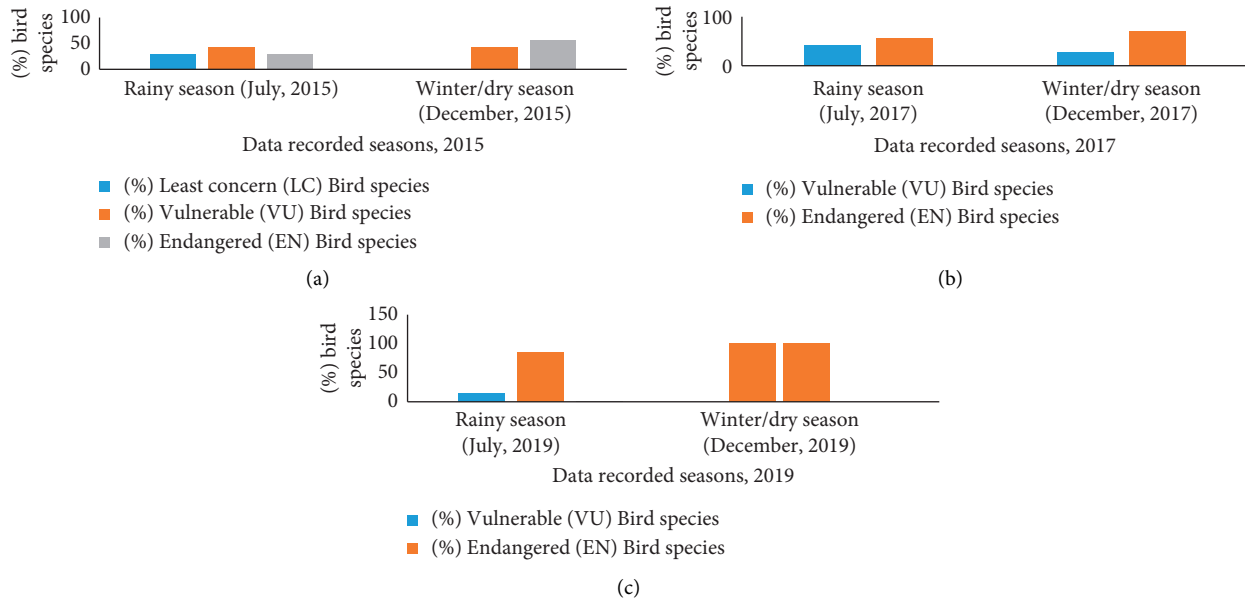 (%) bird
species
100
50
0
Rainy season (July, 2015)
Winter/dry season
(December, 2015)
Data recorded seasons, 2015
(%) Least concern (LC) Bird species
(%) Vulnerable (VU) Bird species
(%) Endangered (EN) Bird species
(a)
(%) bird
species
100
0
Rainy season
(July, 2017)
Winter/dry season
(December, 2017)
Data recorded seasons, 2017
(%) Vulnerable (VU) Bird species
(%) Endangered (EN) Bird species
(b)
(%) bird
species
150
100
50
0
Rainy season
(July, 2019)
Winter/dry season
(December, 2019)
Data recorded seasons, 2019
(%) Vulnerable (VU) Bird species
(%) Endangered (EN) Bird species
(c)